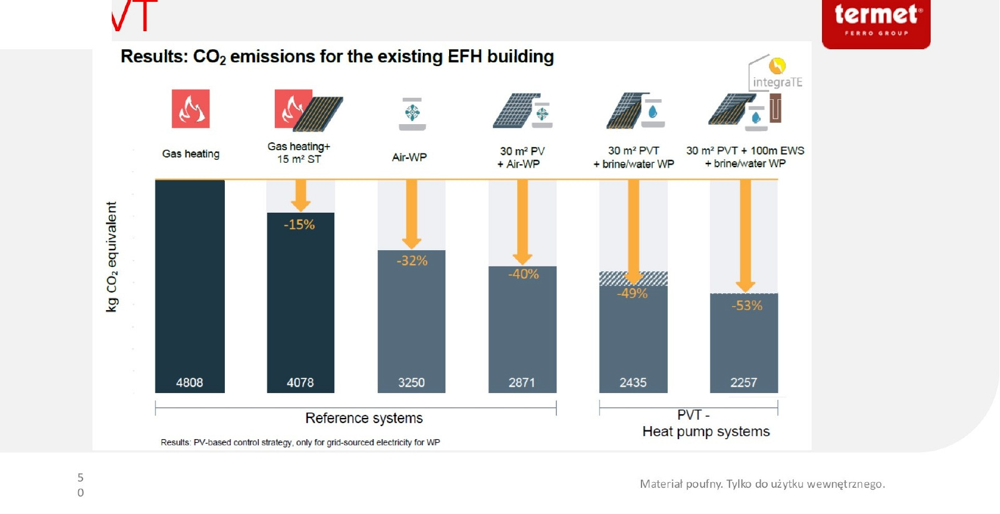 VT
termet®
FERRO GROUP
Results: CO₂ emissions for the existing EFH building
integraTE
Gas heating
Gas heating+
15 m² ST
Air-WP
30 m² PV
+ Air-WP
30 m² PVT
+ brine/water WP
30 m² PVT + 100m EWS
+ brine/water WP
kg CO₂ equivalent
-15%
-32%
-40%
-49%
-53%
4808
4078
3250
2871
2435
2257
Reference systems
PVT -
Heat pump systems
Results: PV-based control strategy, only for grid-sourced electricity for WP
5
0
Materiał poufny. Tylko do użytku wewnętrznego.